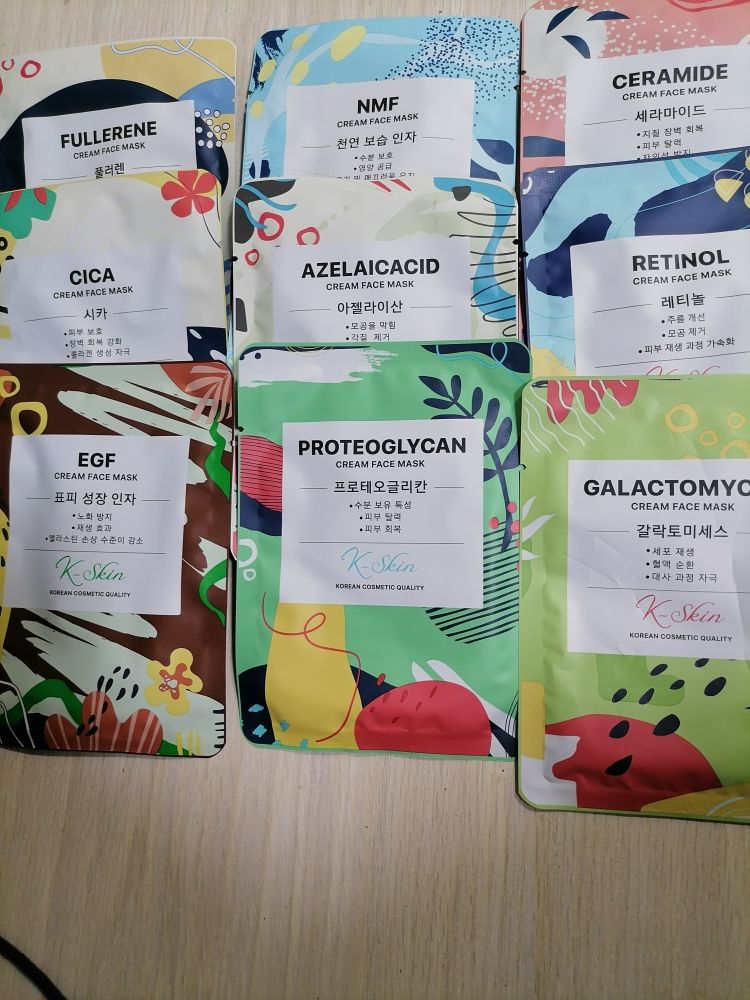 FULLERENE
CREAM FACE MASK
풀러렌
NMF
CREAM FACE MASK
천연 보습 인자
• 수분 보호
• 영양 공급
CERAMIDE
CREAM FACE MASK
세라마이드
• 지질 장벽 회복
• 피부 탈력
CICA
CREAM FACE MASK
시카
• 피부 보호
• 장벽 회복 강화
• 콜라겐 생성 자극
AZELAICACID
CREAM FACE MASK
아젤라이산
• 모공을 막힘
• 각질 제거
RETINOL
CREAM FACE MASK
레티놀
• 주름 개선
• 모공 제거
• 피부 재생 과정 가속화
EGF
CREAM FACE MASK
표피 성장 인자
• 노화 방지
• 재생 효과
• 엘라스틴 손상 수준이 감소
K-Skin
KOREAN COSMETIC QUALITY
PROTEOGLYCAN
CREAM FACE MASK
프로테오글리칸
• 수분 보유 특성
• 피부 탈력
• 피부 회복
K-Skin
KOREAN COSMETIC QUALITY
GALACTOMYC
CREAM FACE MASK
갈락토미세스
• 세포 재생
• 혈액 순환
• 대사 과정 자극
K-Skin
KOREAN COSMETIC QUALITY